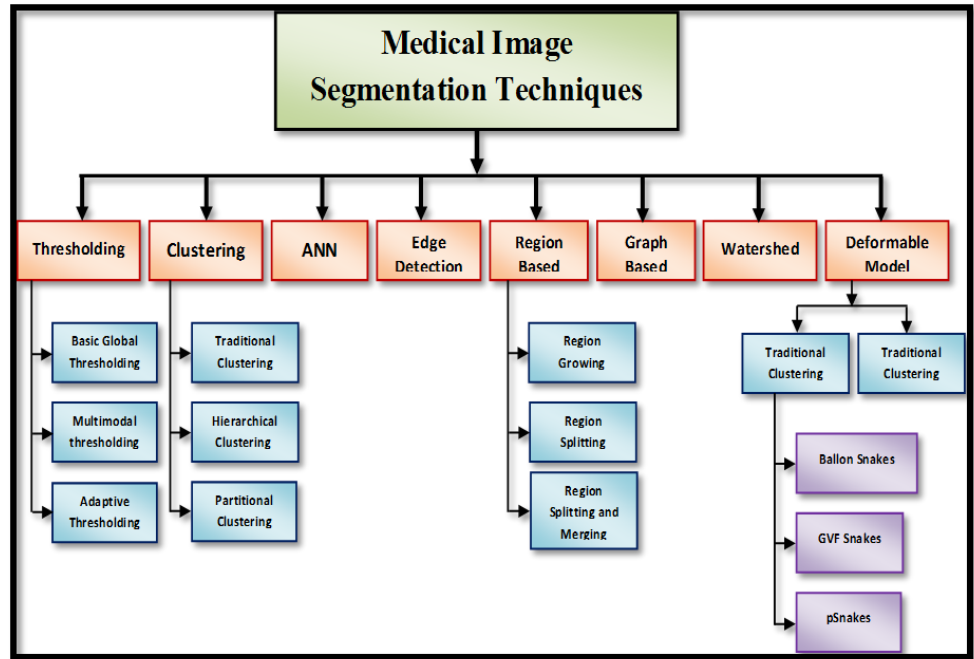 Medical Image
Segmentation Techniques
Thresholding
Clustering
ANN
Edge
Detection
Region
Based
Graph
Based
Watershed
Deformable
Model
Basic Global
Thresholding
Multimodal
thresholding
Adaptive
Thresholding
Traditional
Clustering
Hierarchical
Clustering
Partitional
Clustering
Region
Growing
Region
Splitting
Region
Splitting and
Merging
Traditional
Clustering
Traditional
Clustering
Ballon Snakes
GVF Snakes
pSnakes